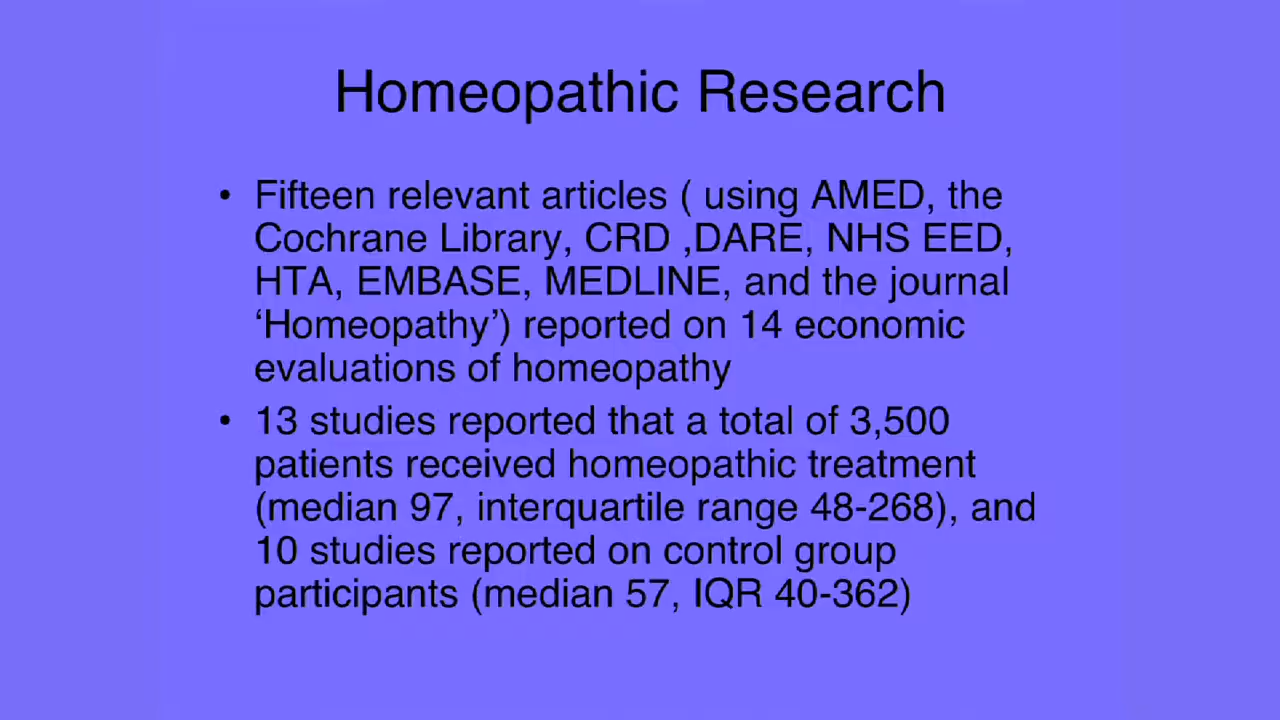 Homeopathic Research
• Fifteen relevant articles ( using AMED, the
Cochrane Library, CRD ,DARE, NHS EED,
HTA, EMBASE, MEDLINE, and the journal
‘Homeopathy’) reported on 14 economic
evaluations of homeopathy
• 13 studies reported that a total of 3,500
patients received homeopathic treatment
(median 97, interquartile range 48-268), and
10 studies reported on control group
participants (median 57, IQR 40-362)